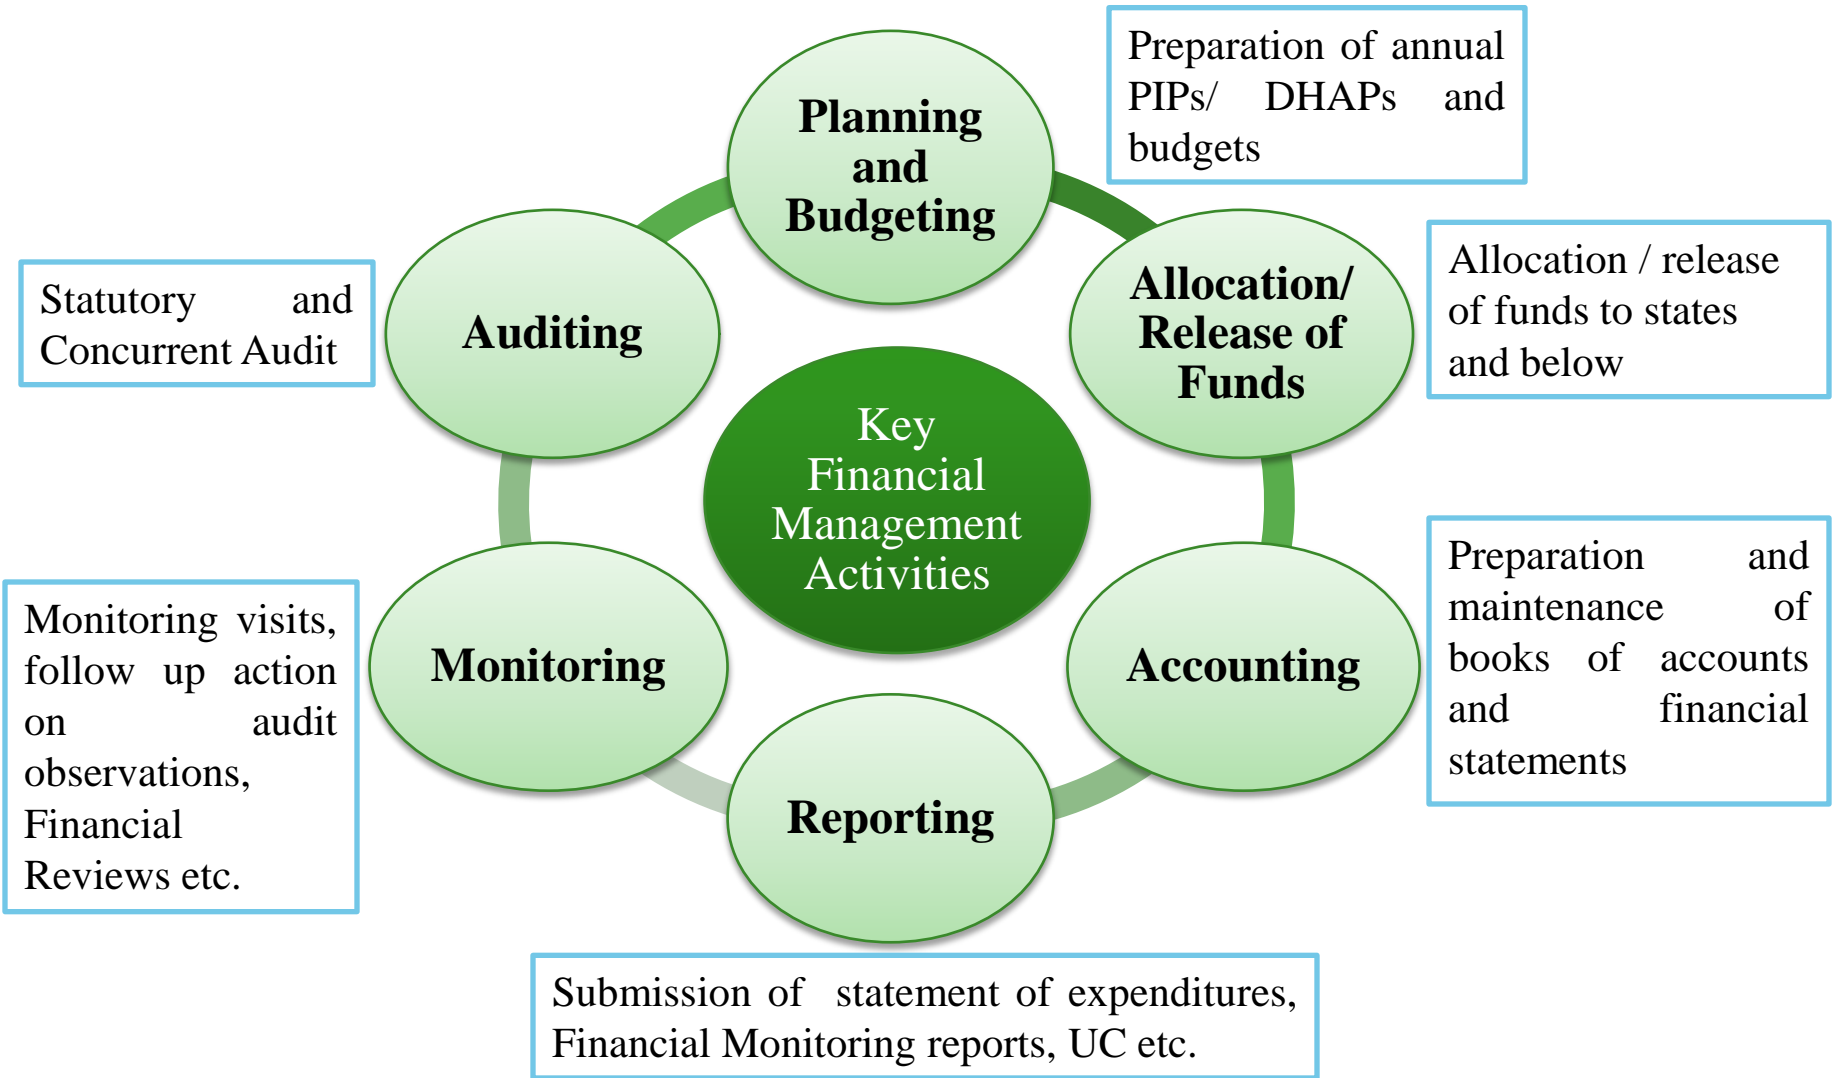 Planning
and
Budgeting
Preparation of annual
PIPs/ DHAPs and
budgets
Allocation/
Release of
Funds
Allocation / release
of funds to states
and below
Accounting
Preparation and
maintenance of
books of accounts
and financial
statements
Reporting
Submission of statement of expenditures,
Financial Monitoring reports, UC etc.
Monitoring
Monitoring visits,
follow up action
on audit
observations,
Financial
Reviews etc.
Auditing
Statutory and
Concurrent Audit
Key
Financial
Management
Activities